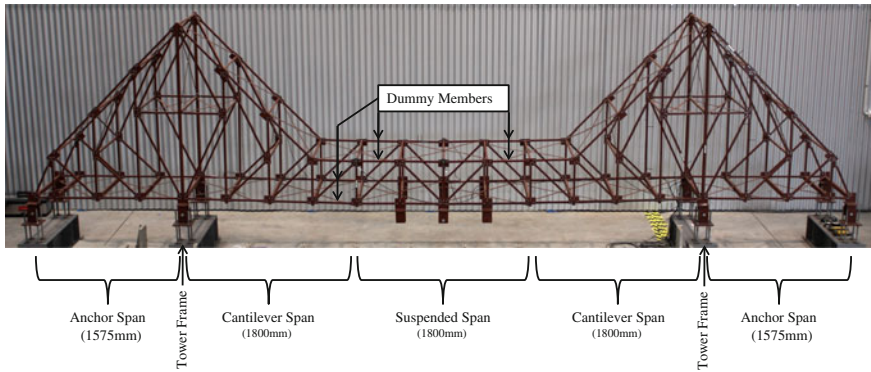 Dummy Members
Anchor Span
(1575mm)
Tower Frame
Cantilever Span
(1800mm)
Suspended Span
(1800mm)
Cantilever Span
(1800mm)
Tower Frame
Anchor Span
(1575mm)